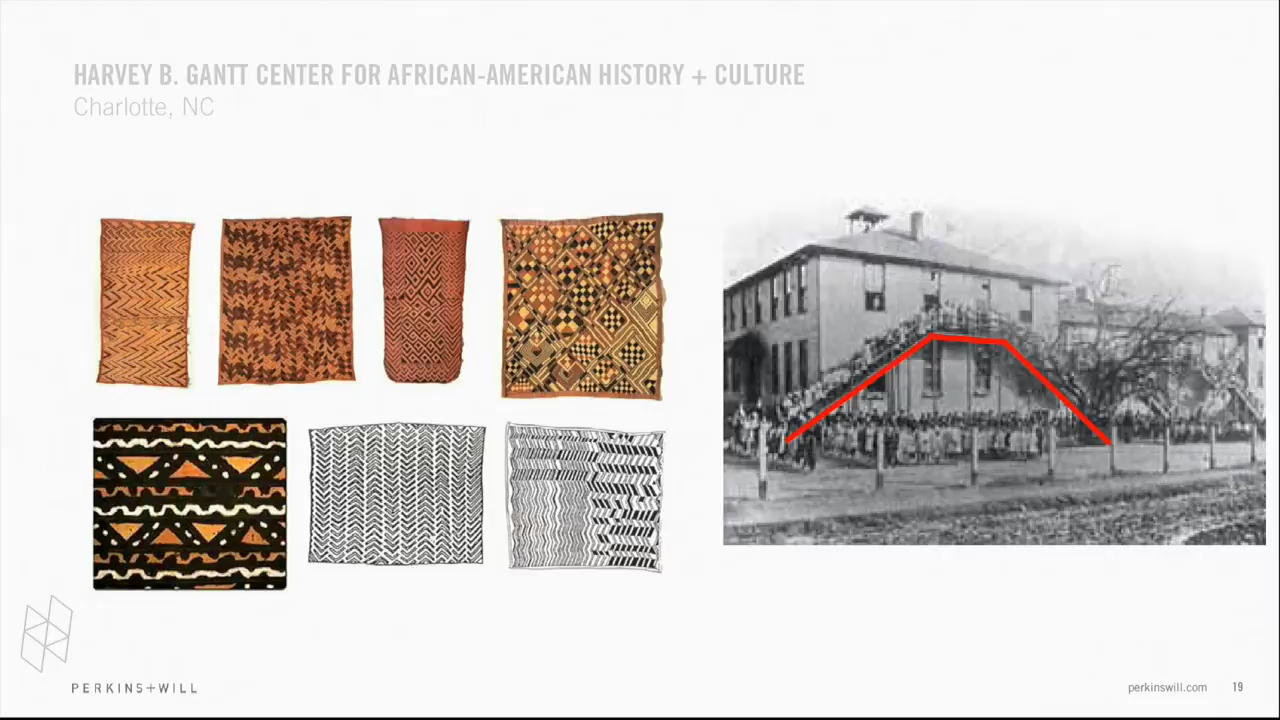 HARVEY B. GANTT CENTER FOR AFRICAN-AMERICAN HISTORY + CULTURE
Charlotte, NC
PERKINS+WILL
perkinswill.com 19